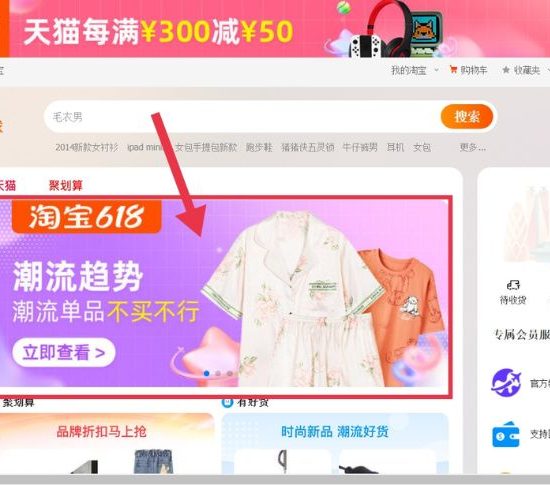 天猫每满¥300减¥50
我的淘宝 购物车 ★ 收藏夹
毛衣男 搜索
2014新款女衬衫 ipad mini 女包手提包新款 跑步鞋 猪猪侠五灵锁 牛仔裤男 耳机 女包 更多...
天猫 聚划算
淘宝618
潮流趋势
潮流单品不买不行
立即查看 >
待收货
专属会员服
官方
支持
聚划算 有好货
品牌折扣马上抢 时尚新品 潮流好货